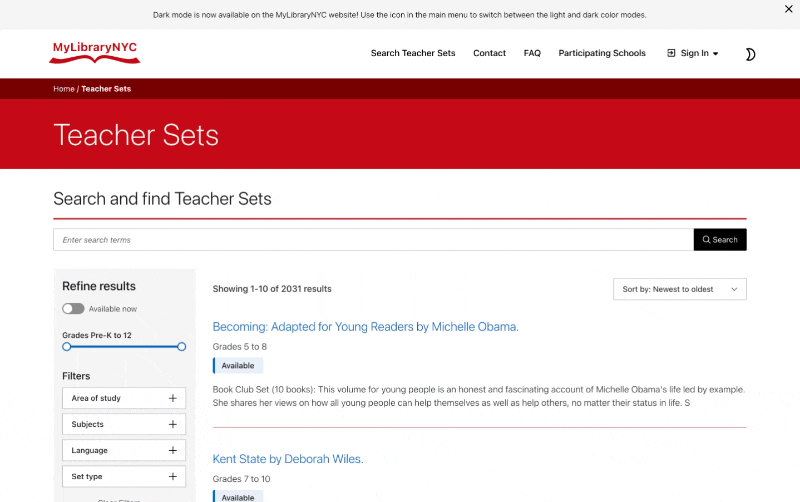 Dark mode is now available on the MyLibraryNYC website! Use the icon in the main menu to switch between the light and dark color modes.
MyLibraryNYC
Search Teacher Sets
Contact
FAQ
Participating Schools
Sign In
Home / Teacher Sets
Teacher Sets
Search and find Teacher Sets
Enter search terms
Search
Refine results
Available now
Grades Pre-K to 12
Filters
Area of study
Subjects
Language
Set type
Clear Filters
Showing 1-10 of 2031 results
Sort by: Newest to oldest
Becoming: Adapted for Young Readers by Michelle Obama.
Grades 5 to 8
Available
Book Club Set (10 books): This volume for young people is an honest and fascinating account of Michelle Obama's life led by example.
She shares her views on how all young people can help themselves as well as help others, no matter their status in life. S
Kent State by Deborah Wiles.
Grades 7 to 10
Available